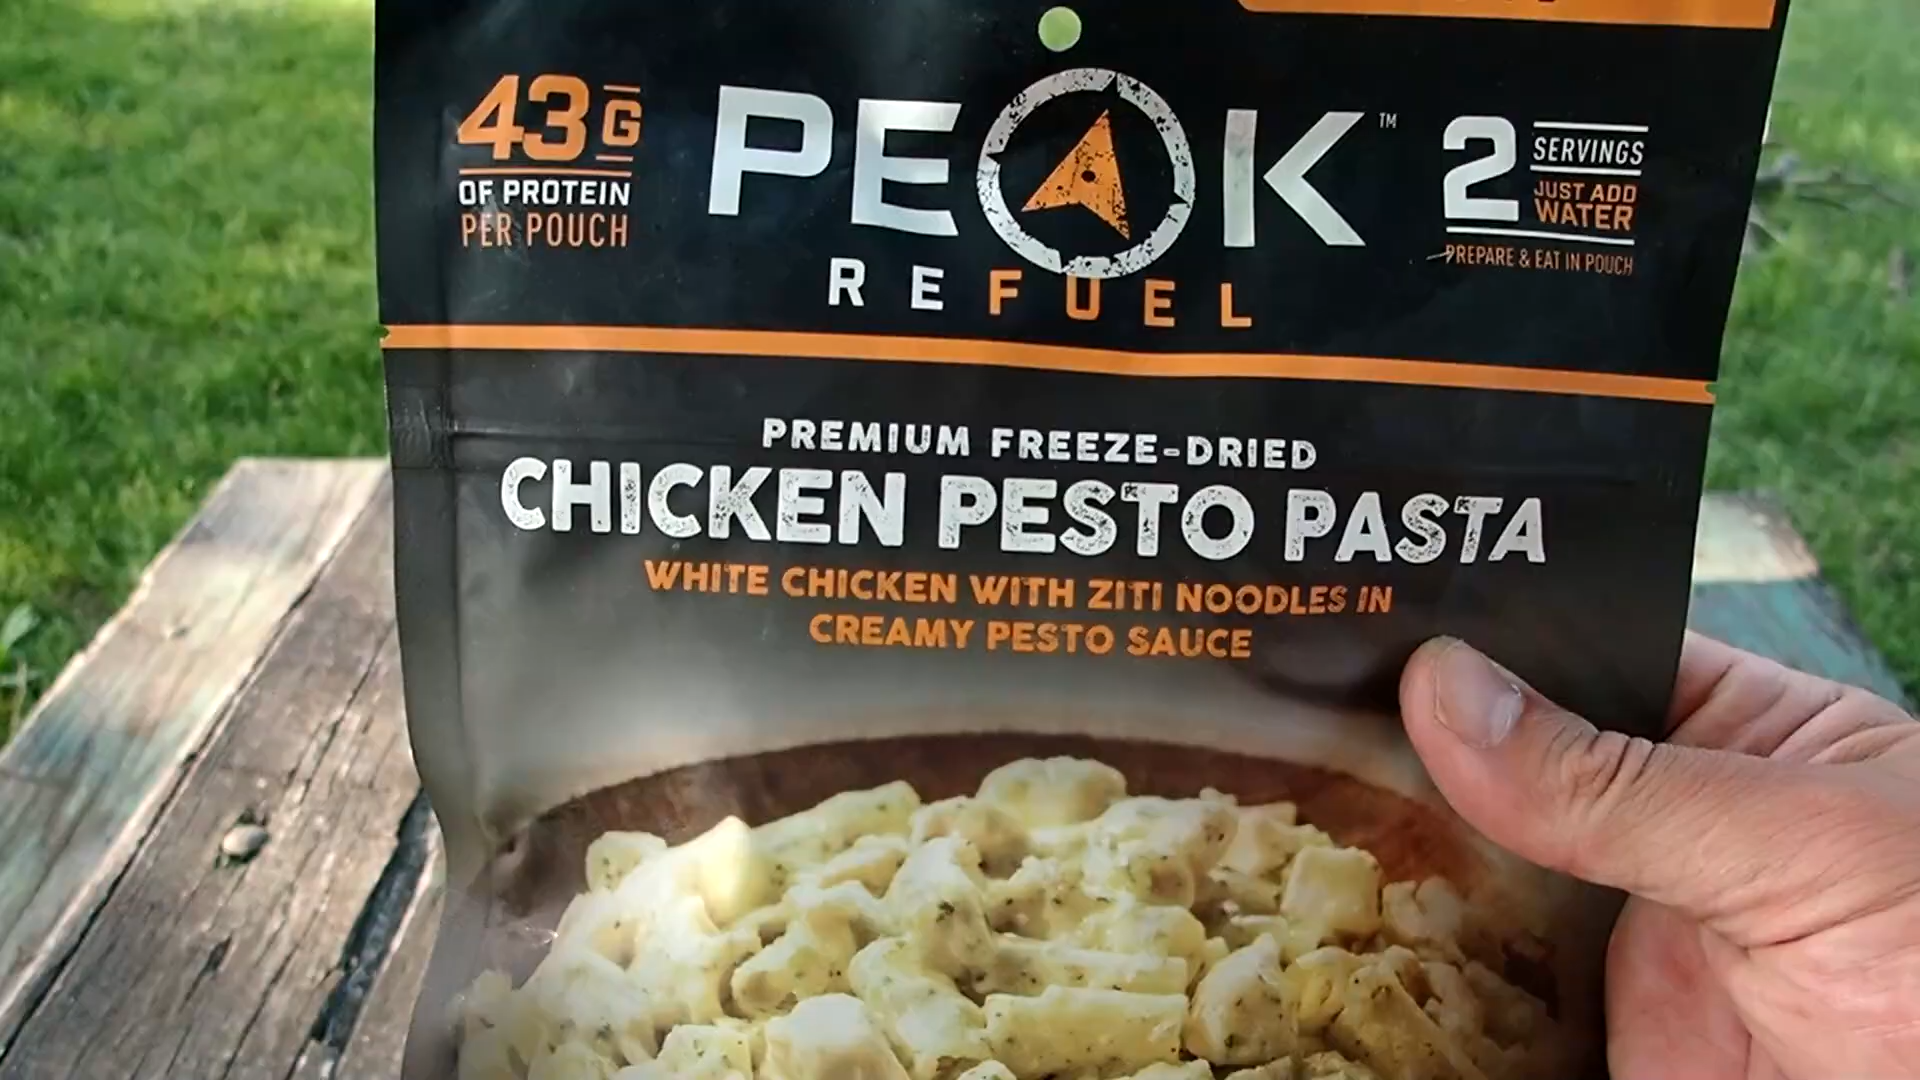 43G
OF PROTEIN
PER POUCH
PEAK™
REFUEL
2 SERVINGS
JUST ADD
WATER
PREPARE & EAT IN POUCH
PREMIUM FREEZE-DRIED
CHICKEN PESTO PASTA
WHITE CHICKEN WITH ZITI NOODLES IN
CREAMY PESTO SAUCE